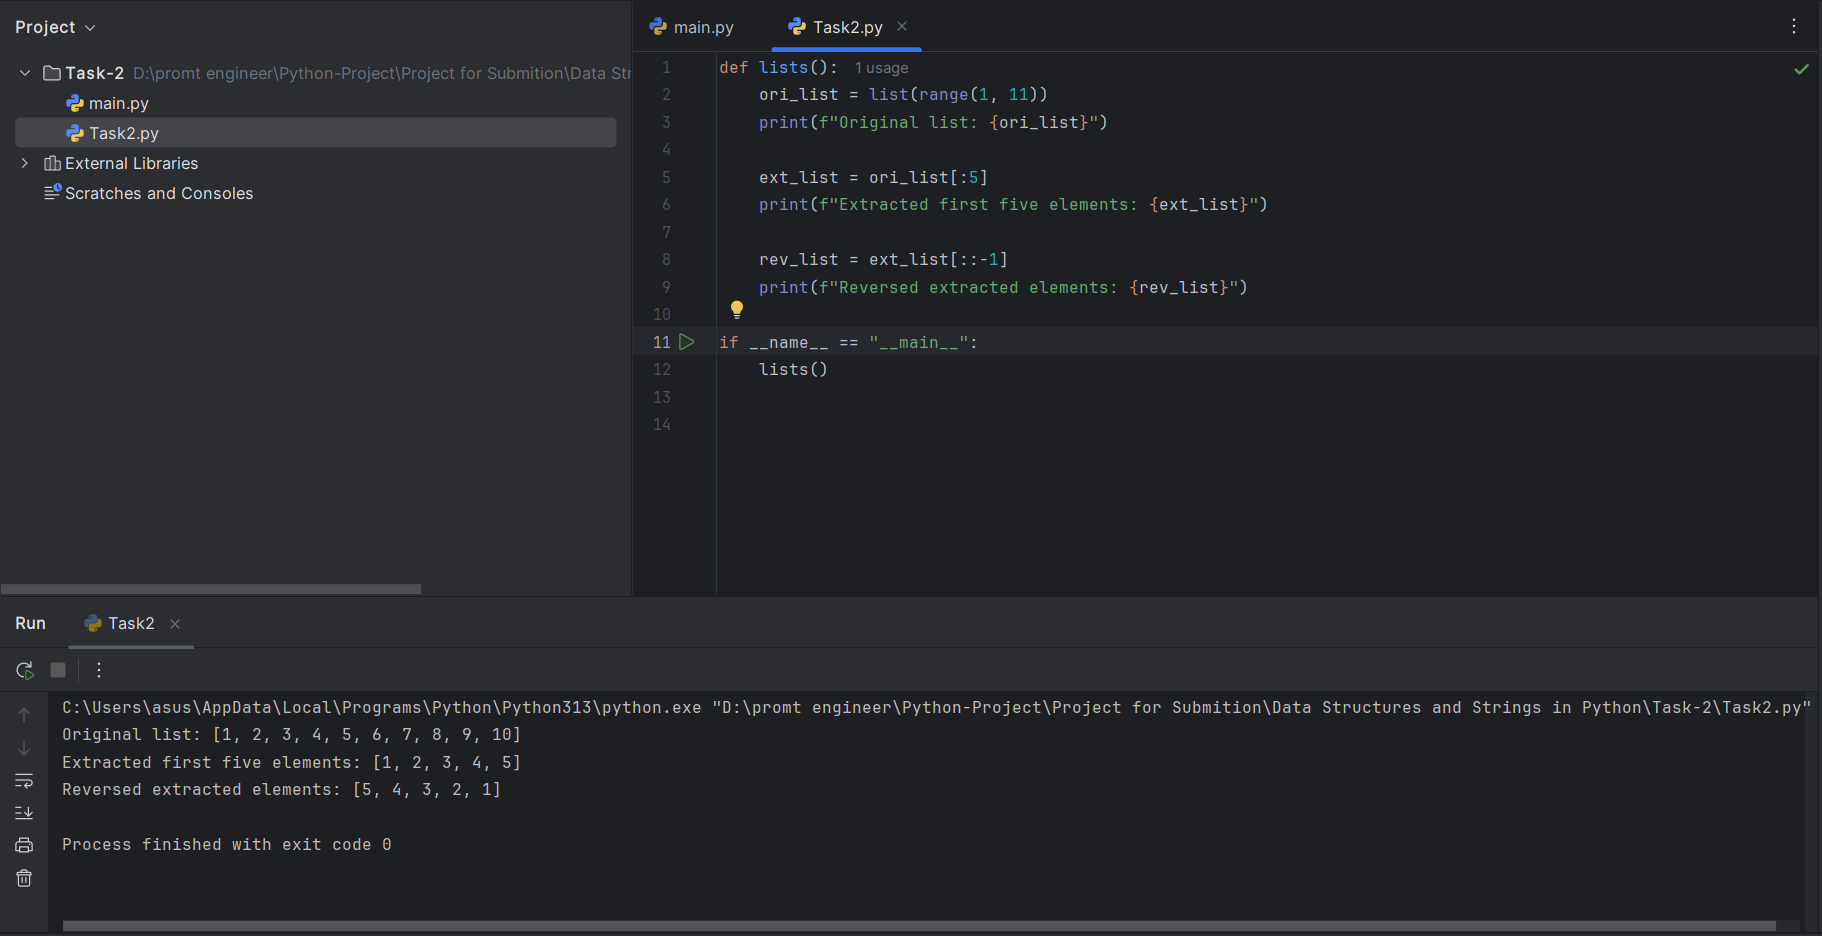 Project
Task-2 D:\promt engineer\Python-Project\Project for Submition\Data Str
main.py
Task2.py
External Libraries
Scratches and Consoles
main.py Task2.py
1 def lists(): 1 usage
2     ori_list = list(range(1, 11))
3     print(f"Original list: {ori_list}")
4
5     ext_list = ori_list[:5]
6     print(f"Extracted first five elements: {ext_list}")
7
8     rev_list = ext_list[::-1]
9     print(f"Reversed extracted elements: {rev_list}")
10
11 if __name__ == "__main__":
12     lists()
13
14
Run Task2
C:\Users\asus\AppData\Local\Programs\Python\Python313\python.exe "D:\promt engineer\Python-Project\Project for Submition\Data Structures and Strings in Python\Task-2\Task2.py"
Original list: [1, 2, 3, 4, 5, 6, 7, 8, 9, 10]
Extracted first five elements: [1, 2, 3, 4, 5]
Reversed extracted elements: [5, 4, 3, 2, 1]
Process finished with exit code 0